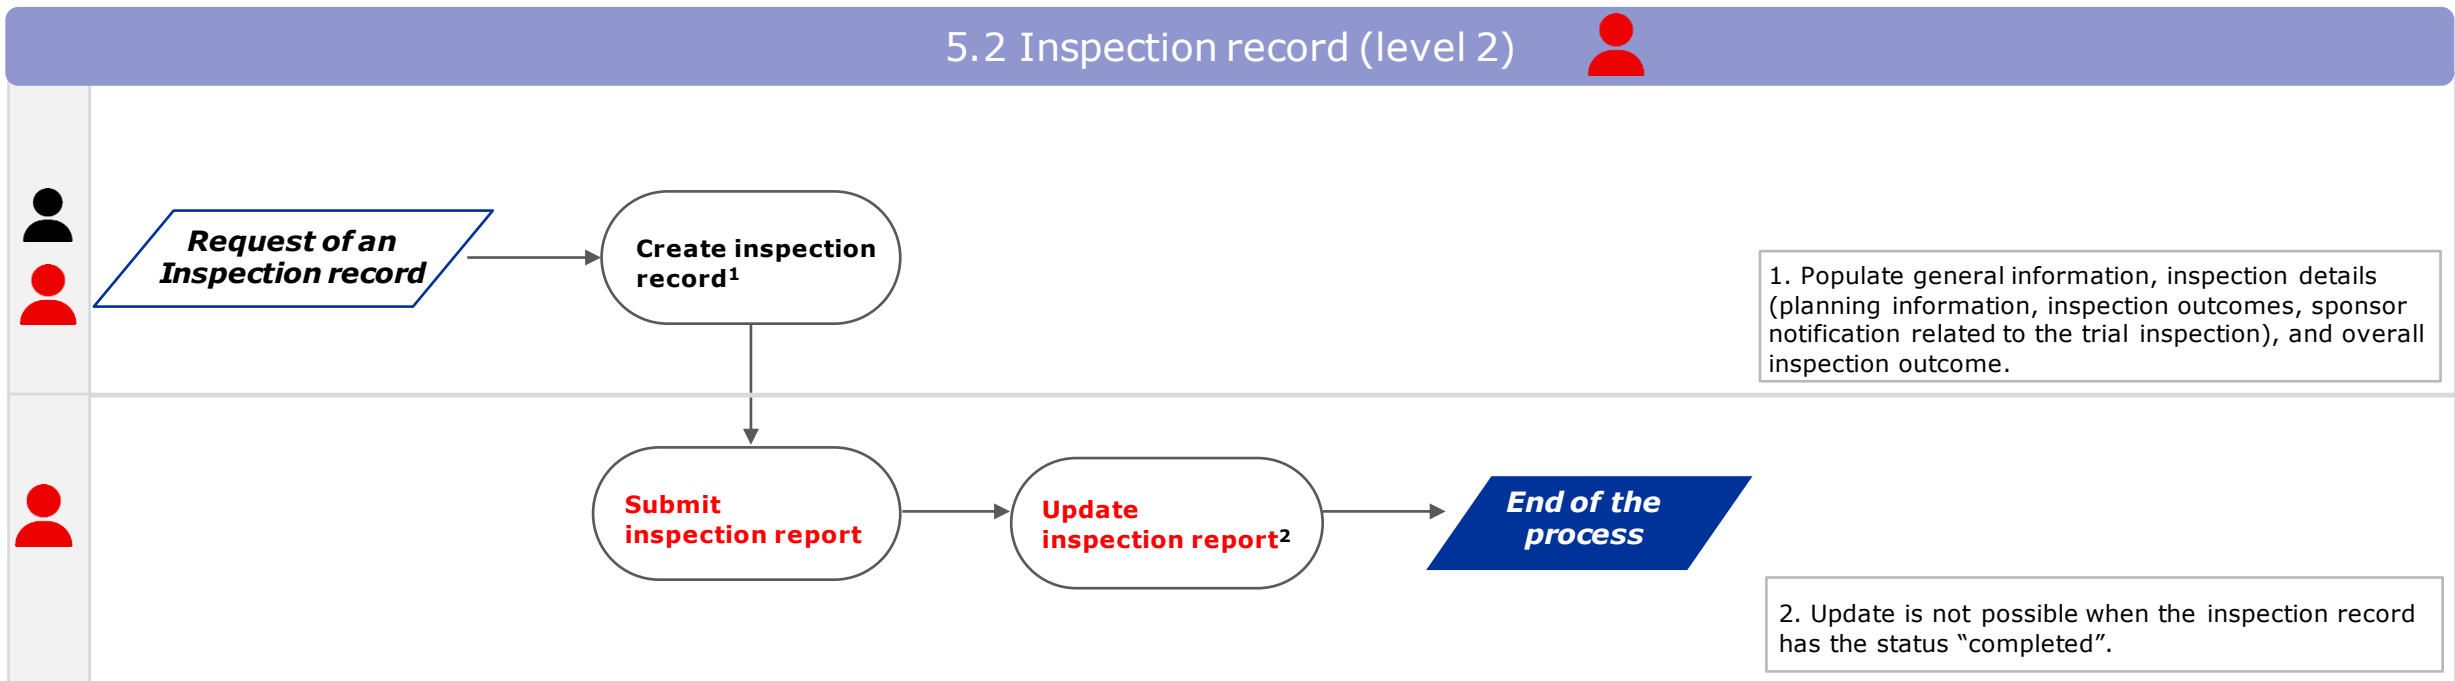 5.2 Inspection record (level 2)
Request of an
Inspection record
Create inspection
record¹
1. Populate general information, inspection details
(planning information, inspection outcomes, sponsor
notification related to the trial inspection), and overall
inspection outcome.
Submit
inspection report
Update
inspection report²
End of the
process
2. Update is not possible when the inspection record
has the status “completed”.